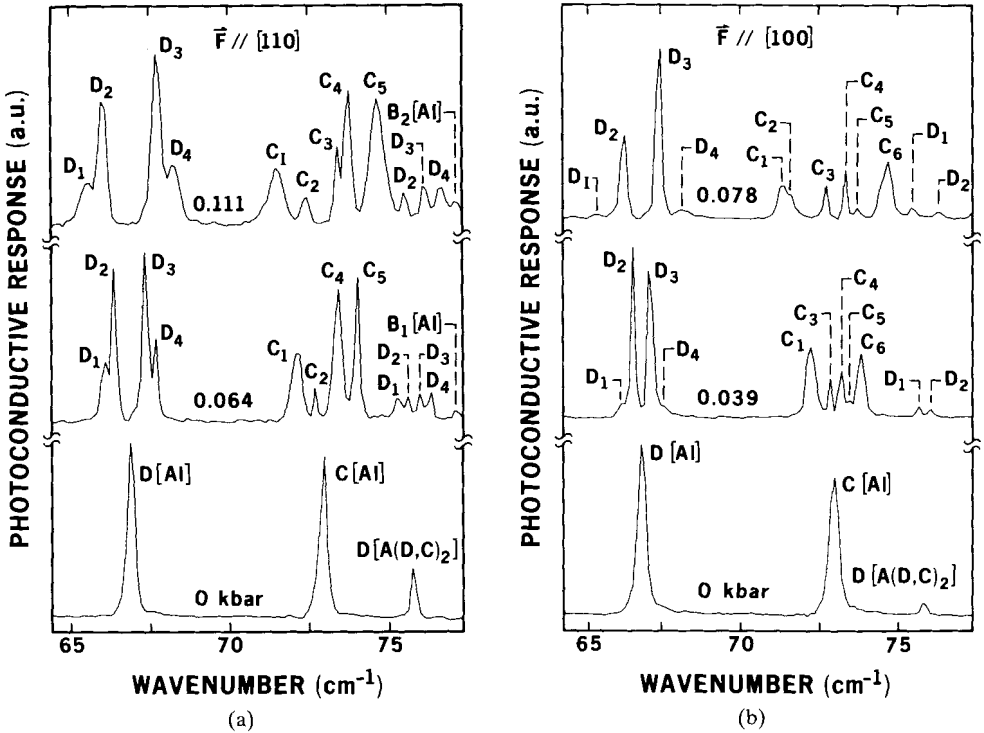 PHOTOCONDUCTIVE RESPONSE (a.u.)
F⃗ // [110]
D₁
D₂
D₃
D₄
0.111
C₁
C₂
C₃
C₄
C₅
D₂
D₃
D₄
B₂[Al]
D₁
D₂
D₃
D₄
0.064
C₁
C₂
C₄
C₅
D₁
D₂
D₃
D₄
B₁[Al]
D [Al]
C [Al]
D[A(D,C)₂]
0 kbar
65 70 75
WAVENUMBER (cm⁻¹)
(a)
PHOTOCONDUCTIVE RESPONSE (a.u.)
F⃗ // [100]
D₁
D₂
D₃
D₄
0.078
C₁
C₂
C₃
C₄
C₅
C₆
D₁
D₂
D₁
D₂
D₃
D₄
0.039
C₁
C₃
C₄
C₅
C₆
D₁
D₂
D [Al]
C [Al]
D [A(D,C)₂]
0 kbar
65 70 75
WAVENUMBER (cm⁻¹)
(b)